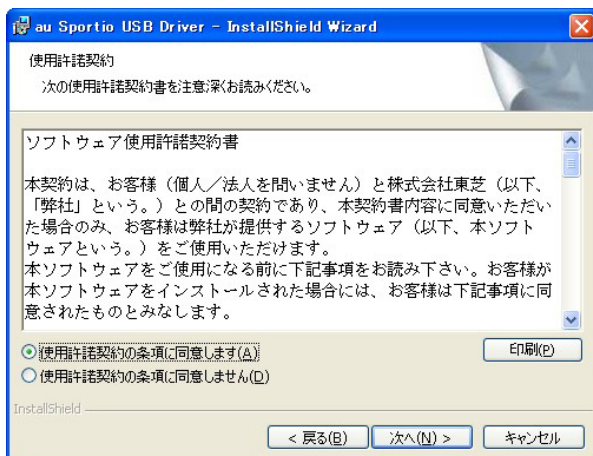 au Sportio USB Driver - InstallShield Wizard
使用許諾契約
次の使用許諾契約書を注意深くお読みください。
ソフトウェア使用許諾契約書
本契約は、お客様（個人／法人を問いません）と株式会社東芝（以下、
「弊社」という。）との間の契約であり、本契約書内容に同意いただい
た場合のみ、お客様は弊社が提供するソフトウェア（以下、本ソフト
ウェアという。）をご使用いただけます。
本ソフトウェアをご使用になる前に下記事項をお読み下さい。お客様が
本ソフトウェアをインストールされた場合には、お客様は下記事項に同
意されたものとみなします。
使用許諾契約の条項に同意します(A)
印刷(P)
使用許諾契約の条項に同意しません(D)
InstallShield
< 戻る(B)
次へ(N) >
キャンセル